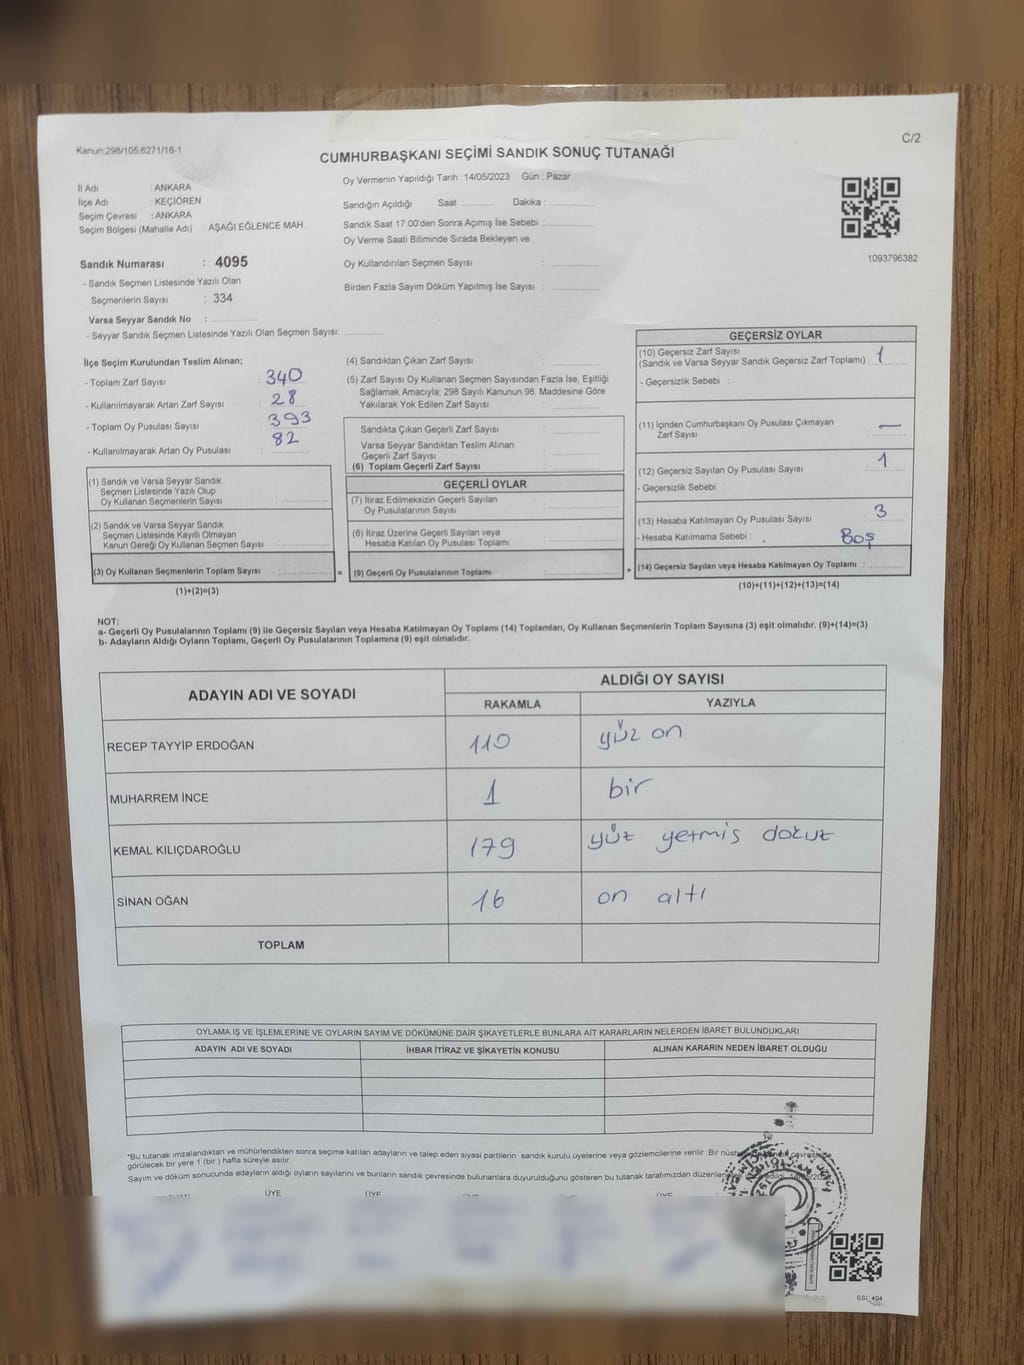 Kanun:298/105;6271/18-1
C/2
CUMHURBAŞKANI SEÇİMİ SANDIK SONUÇ TUTANAĞI
Oy Vermenin Yapıldığı Tarih :14/05/2023 Gün : Pazar
İl Adı : ANKARA
İlçe Adı : KEÇİÖREN
Seçim Çevresi : ANKARA
Seçim Bölgesi (Mahalle Adı) : AŞAĞI EĞLENCE MAH.
Sandık Numarası : 4095
- Sandık Seçmen Listesinde Yazılı Olan
Seçmenlerin Sayısı : 334
Varsa Seyyar Sandık No :
- Seyyar Sandık Seçmen Listesinde Yazılı Olan Seçmen Sayısı:
Sandığın Açıldığı Saat : Dakika :
Sandık Saat 17:00'den Sonra Açımış İse Sebebi :
Oy Verme Saati Bitiminde Sırada Bekleyen ve
Oy Kullandırılan Seçmen Sayısı :
Birden Fazla Sayım Döküm Yapılmış İse Sayısı :
1093796382
İlçe Seçim Kurulundan Teslim Alınan;
- Toplam Zarf Sayısı : 340
- Kullanılmayarak Artan Zarf Sayısı : 28
- Toplam Oy Pusulası Sayısı : 393
- Kullanılmayarak Artan Oy Pusulası : 82
(1) Sandık ve Varsa Seyyar Sandık
Seçmen Listesinde Yazılı Olup
Oy Kullanan Seçmenlerin Sayısı :
(2) Sandık ve Varsa Seyyar Sandık
Seçmen Listesinde Kayıtlı Olmayan
Kanun Gereği Oy Kullanan Seçmen Sayısı :
(3) Oy Kullanan Seçmenlerin Toplam Sayısı :
(1)+(2)=(3)
(4) Sandıktan Çıkan Zarf Sayısı :
(5) Zarf Sayısı Oy Kullanan Seçmen Sayısından Fazla İse, Eşitliği
Sağlamak Amacıyla; 298 Sayılı Kanunun 98. Maddesine Göre
Yakılarak Yok Edilen Zarf Sayısı :
Sandıkta Çıkan Geçerli Zarf Sayısı :
Varsa Seyyar Sandıktan Teslim Alınan
Geçerli Zarf Sayısı :
(6) Toplam Geçerli Zarf Sayısı :
GEÇERLİ OYLAR
(7) İtiraz Edilmeksizin Geçerli Sayılan
Oy Pusulalarının Sayısı :
(8) İtiraz Üzerine Geçerli Sayılan veya
Hesaba Katılan Oy Pusulası Toplamı :
= (9) Geçerli Oy Pusulalarının Toplamı :
GEÇERSİZ OYLAR
(10) Geçersiz Zarf Sayısı
(Sandık ve Varsa Seyyar Sandık Geçersiz Zarf Toplamı) : 1
- Geçersizlik Sebebi :
(11) İçinden Cumhurbaşkanı Oy Pusulası Çıkmayan
Zarf Sayısı : —
(12) Geçersiz Sayılan Oy Pusulası Sayısı : 1
- Geçersizlik Sebebi :
(13) Hesaba Katılmayan Oy Pusulası Sayısı : 3
- Hesaba Katılmama Sebebi : Boş
+ (14) Geçersiz Sayılan veya Hesaba Katılmayan Oy Toplamı :
(10)+(11)+(12)+(13)=(14)
NOT:
a- Geçerli Oy Pusulalarının Toplamı (9) ile Geçersiz Sayılan veya Hesaba Katılmayan Oy Toplamı (14) Toplamları, Oy Kullanan Seçmenlerin Toplam Sayısına (3) eşit olmalıdır. (9)+(14)=(3)
b- Adayların Aldığı Oyların Toplamı, Geçerli Oy Pusulalarının Toplamına (9) eşit olmalıdır.
ADAYIN ADI VE SOYADI ALDIĞI OY SAYISI
RAKAMLA YAZIYLA
RECEP TAYYİP ERDOĞAN 110 yüz on
MUHARREM İNCE 1 bir
KEMAL KILIÇDAROĞLU 179 yüz yetmiş dokuz
SİNAN OĞAN 16 on altı
TOPLAM
OYLAMA İŞ VE İŞLEMLERİNE VE OYLARIN SAYIM VE DÖKÜMÜNE DAİR ŞİKAYETLERLE BUNLARA AİT KARARLARIN NELERDEN İBARET BULUNDUKLARI
ADAYIN ADI VE SOYADI İHBAR İTİRAZ VE ŞİKAYETİN KONUSU ALINAN KARARIN NEDEN İBARET OLDUĞU
*Bu tutanak imzalandıktan ve mühürlendikten sonra seçime katılan adayların ve talep eden siyasi partilerin sandık kurulu üyelerine veya gözlemcilerine verilir. Bir çevresinde
görülecek bir yere 1 (bir ) hafta süreyle asılır.
Sayım ve döküm sonucunda adayların aldığı oyların sayılarını ve bunların sandık çevresinde bulunanlara duyurulduğunu gösteren bu tutanak tarafımızdan
ÜYE ÜYE
SSİ_404